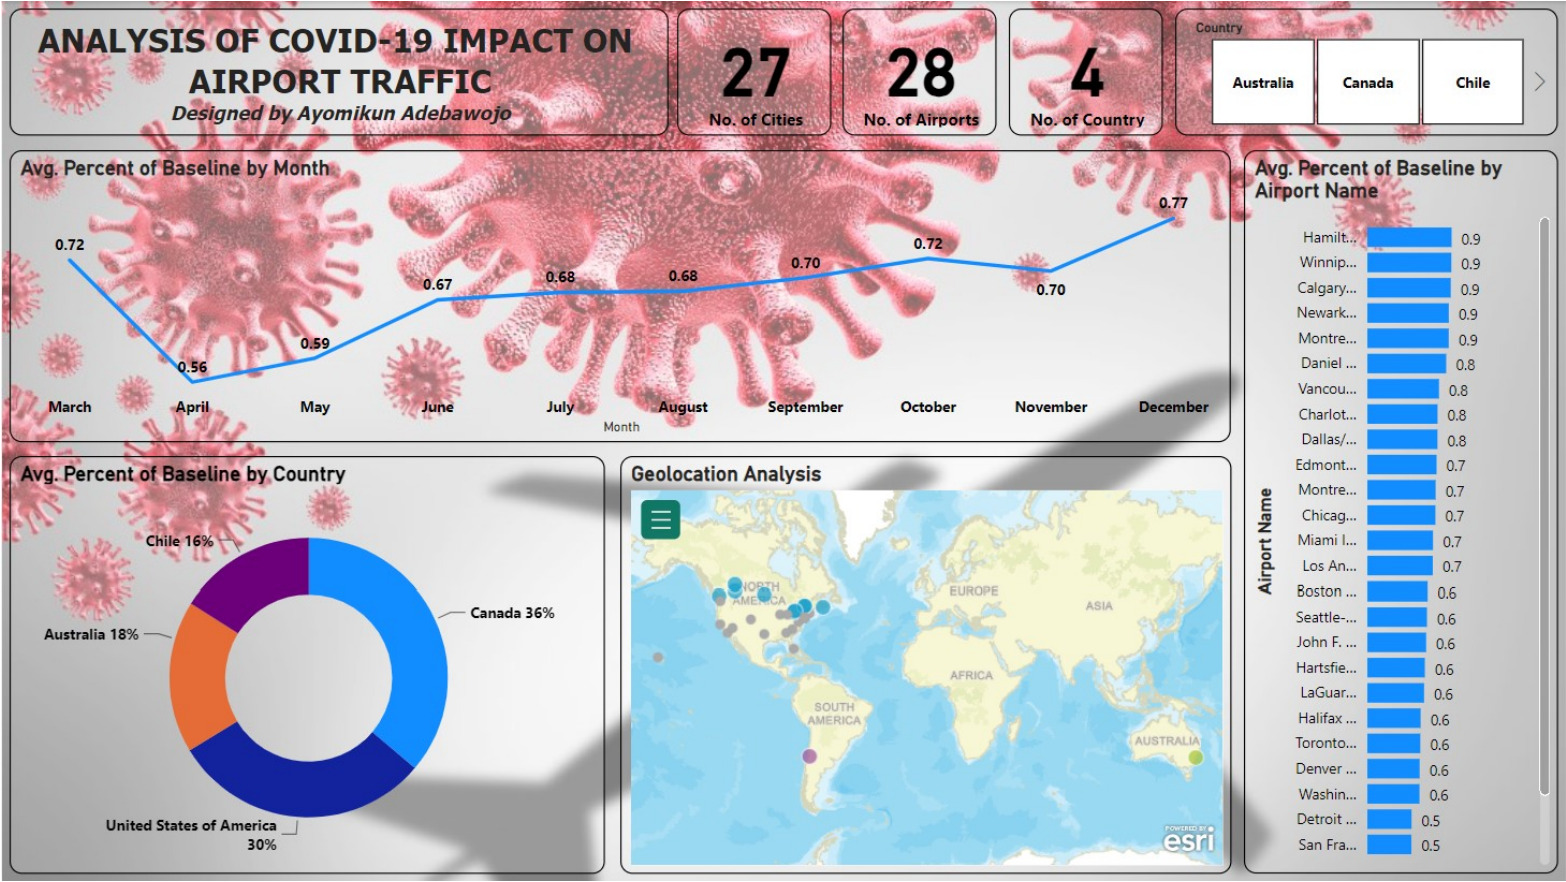 ANALYSIS OF COVID-19 IMPACT ON
AIRPORT TRAFFIC
Designed by Ayomikun Adebawojo
27
No. of Cities
28
No. of Airports
4
No. of Country
Country
Australia
Canada
Chile
Avg. Percent of Baseline by Month
0.72
0.56
0.59
0.67
0.68
0.68
0.70
0.72
0.70
0.77
March
April
May
June
July
August
September
October
November
December
Month
Avg. Percent of Baseline by
Airport Name
Airport Name
Hamilt... 0.9
Winnip... 0.9
Calgary... 0.9
Newark... 0.9
Montre... 0.9
Daniel ... 0.8
Vancou... 0.8
Charlot... 0.8
Dallas/... 0.8
Edmont... 0.7
Montre... 0.7
Chicag... 0.7
Miami I... 0.7
Los An... 0.7
Boston ... 0.6
Seattle-... 0.6
John F. ... 0.6
Hartsfie... 0.6
LaGuar... 0.6
Halifax ... 0.6
Toronto... 0.6
Denver ... 0.6
Washin... 0.6
Detroit ... 0.5
San Fra... 0.5
Avg. Percent of Baseline by Country
Chile 16%
Canada 36%
Australia 18%
United States of America
30%
Geolocation Analysis
NORTH
AMERICA
EUROPE
ASIA
AFRICA
SOUTH
AMERICA
AUSTRALIA
POWERED BY
esri